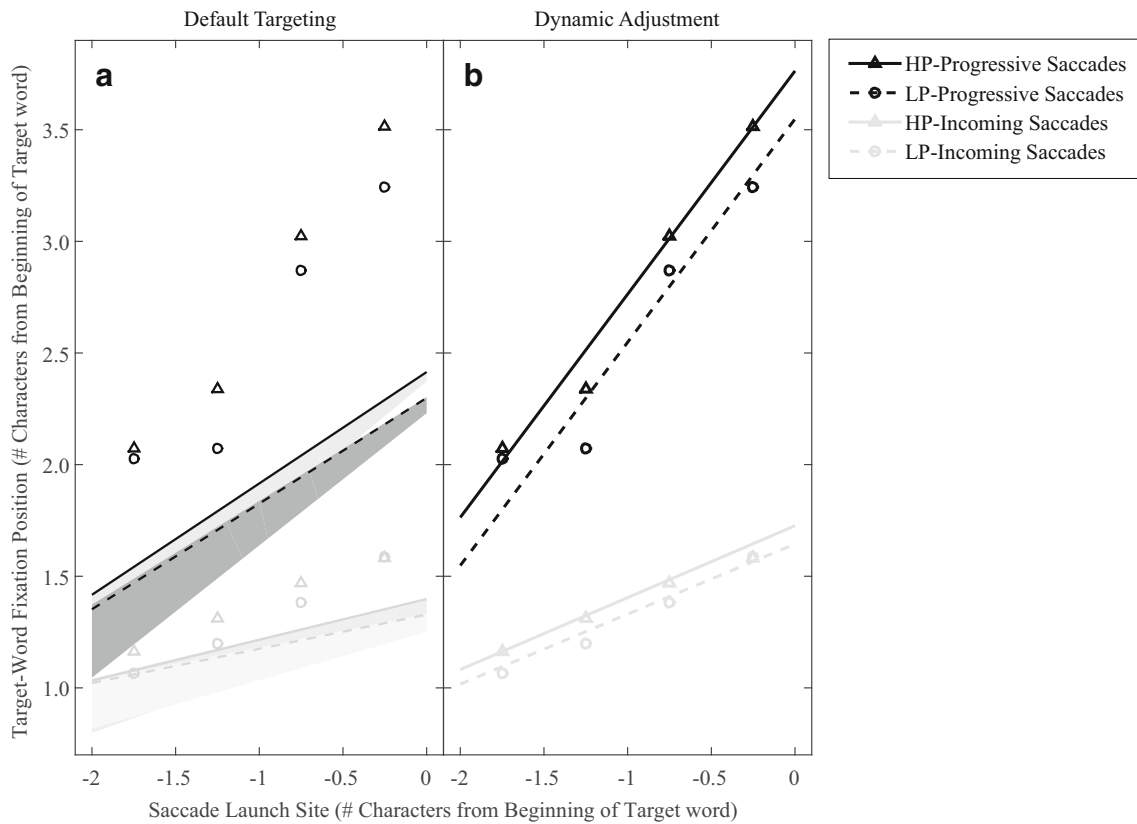 Default Targeting
Dynamic Adjustment
a
b
HP-Progressive Saccades
LP-Progressive Saccades
HP-Incoming Saccades
LP-Incoming Saccades
Target-Word Fixation Position (# Characters from Beginning of Target word)
3.5
3.0
2.5
2.0
1.5
1.0
-2 -1.5 -1 -0.5 0
-2 -1.5 -1 -0.5 0
Saccade Launch Site (# Characters from Beginning of Target word)